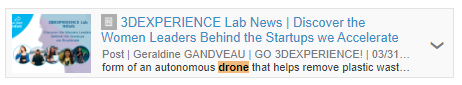 3DEXPERIENCE Lab News | Discover the
Women Leaders Behind the Startups we Accelerate
Post | Geraldine GANDVEAU | GO 3DEXPERIENCE! | 03/31...
form of an autonomous drone that helps remove plastic wast...